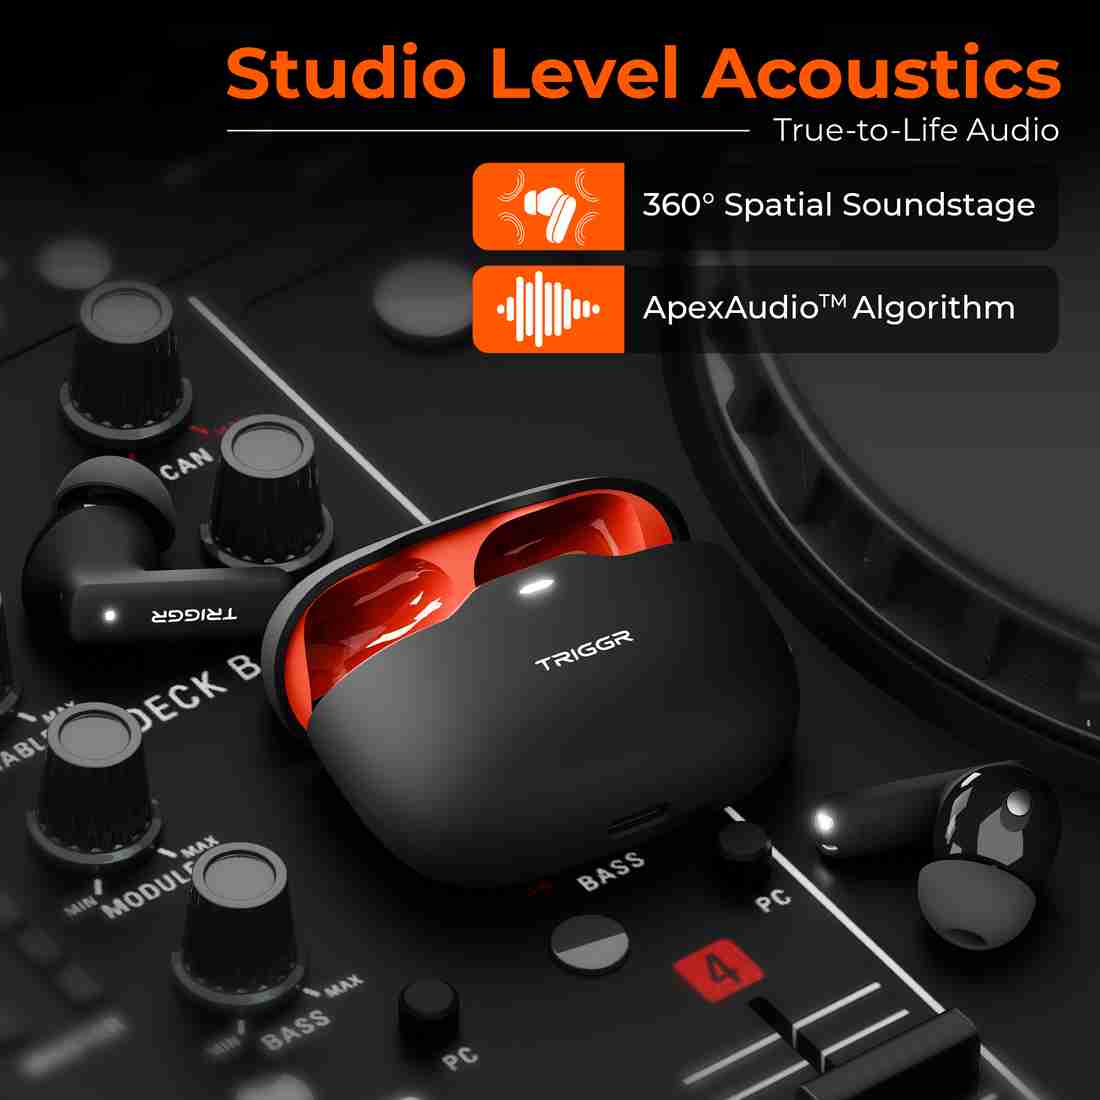 Studio Level Acoustics
True-to-Life Audio
360° Spatial Soundstage
ApexAudio™ Algorithm
CAN
TRIGGR
TRIGGR
DECK B
MAX
MAX
MODULE
MIN
BASS
PC
4
MAX
BASS
MIN
PC